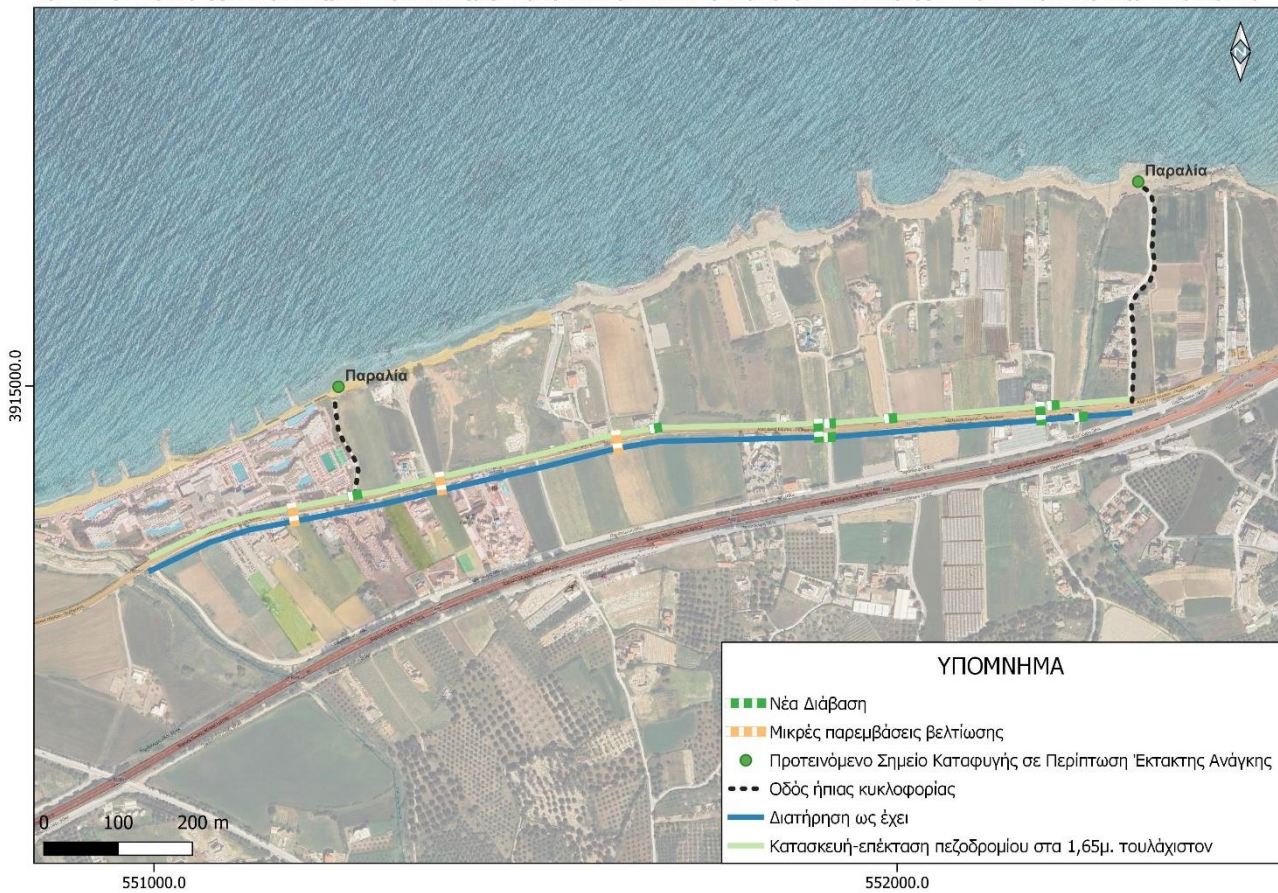 N
Παραλία
3915000.0
Παραλία
ΥΠΟΜΝΗΜΑ
Νέα Διάβαση
Μικρές παρεμβάσεις βελτίωσης
Προτεινόμενο Σημείο Καταφυγής σε Περίπτωση Έκτακτης Ανάγκης
Οδός ήπιας κυκλοφορίας
Διατήρηση ως έχει
Κατασκευή-επέκταση πεζοδρομίου στα 1,65μ. τουλάχιστον
0 100 200 m
551000.0 552000.0